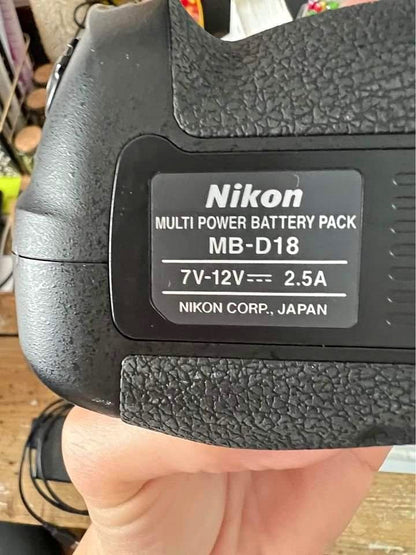 Nikon
MULTI POWER BATTERY PACK
MB-D18
7V-12V⎓ 2.5A
NIKON CORP., JAPAN